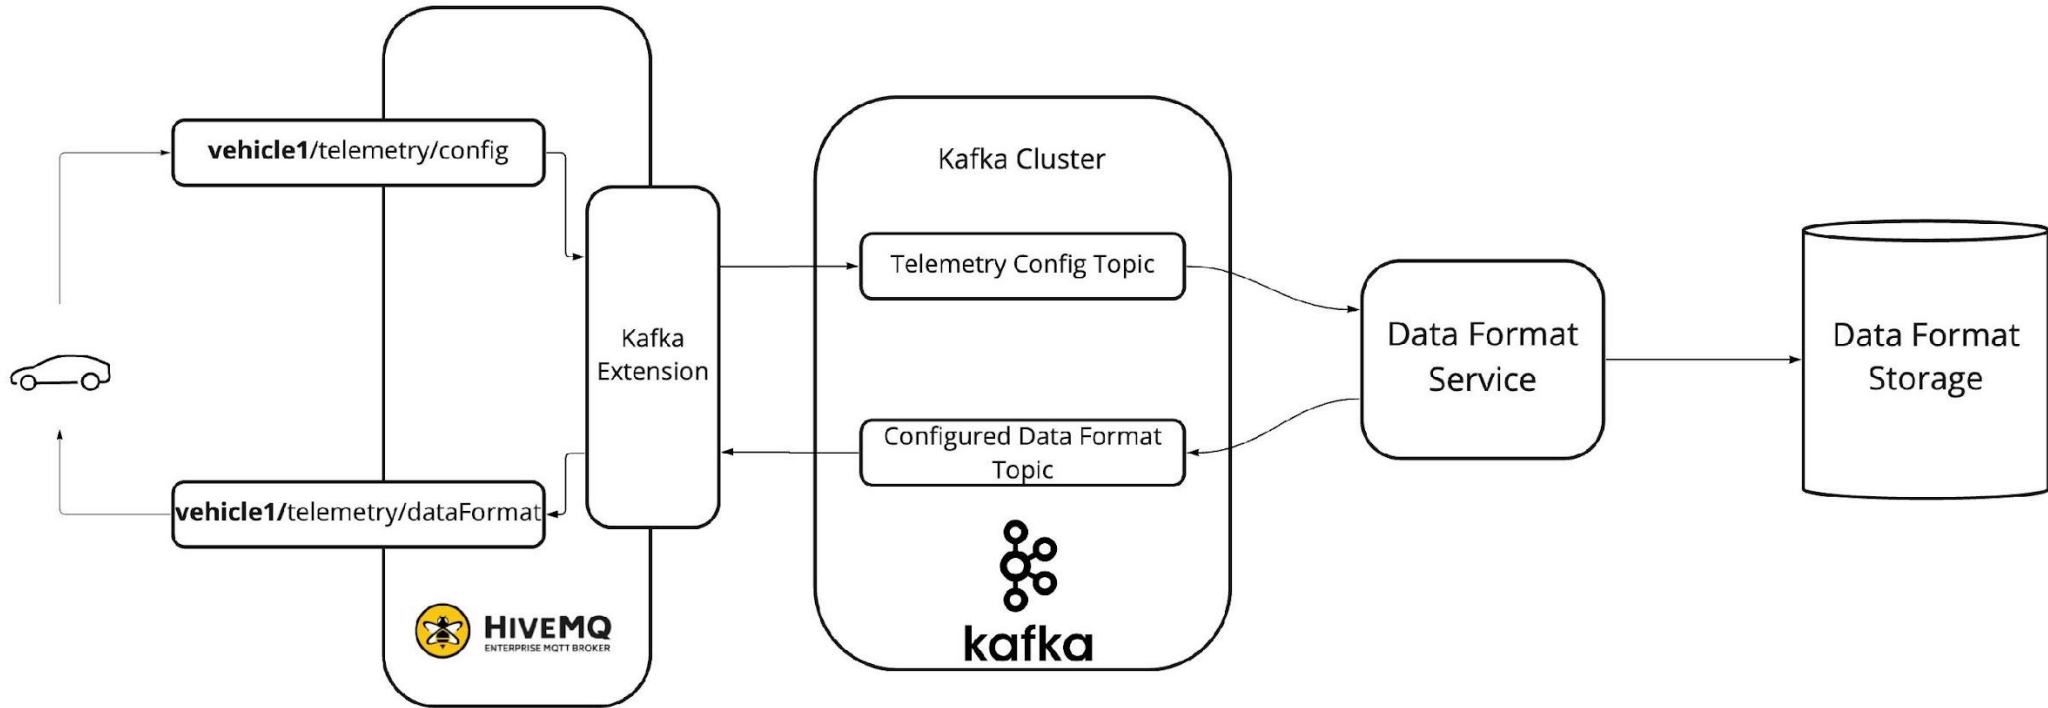 vehicle1/telemetry/config
Kafka
Extension
vehicle1/telemetry/dataFormat
HIVEMQ
ENTERPRISE MQTT BROKER
Kafka Cluster
Telemetry Config Topic
Configured Data Format
Topic
kafka
Data Format
Service
Data Format
Storage